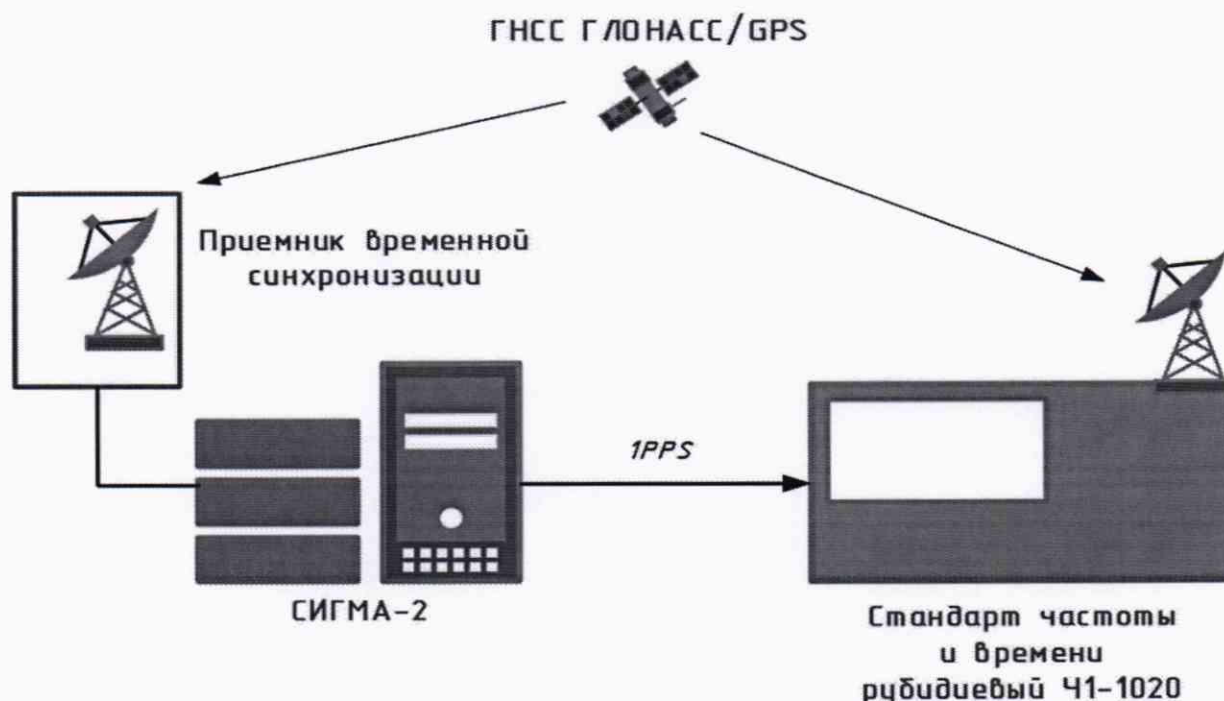 ГНСС ГЛОНАСС/GPS
Приемник временной
синхронизации
1PPS
СИГМА-2
Стандарт частоты
и времени
рубидиевый Ч1-1020